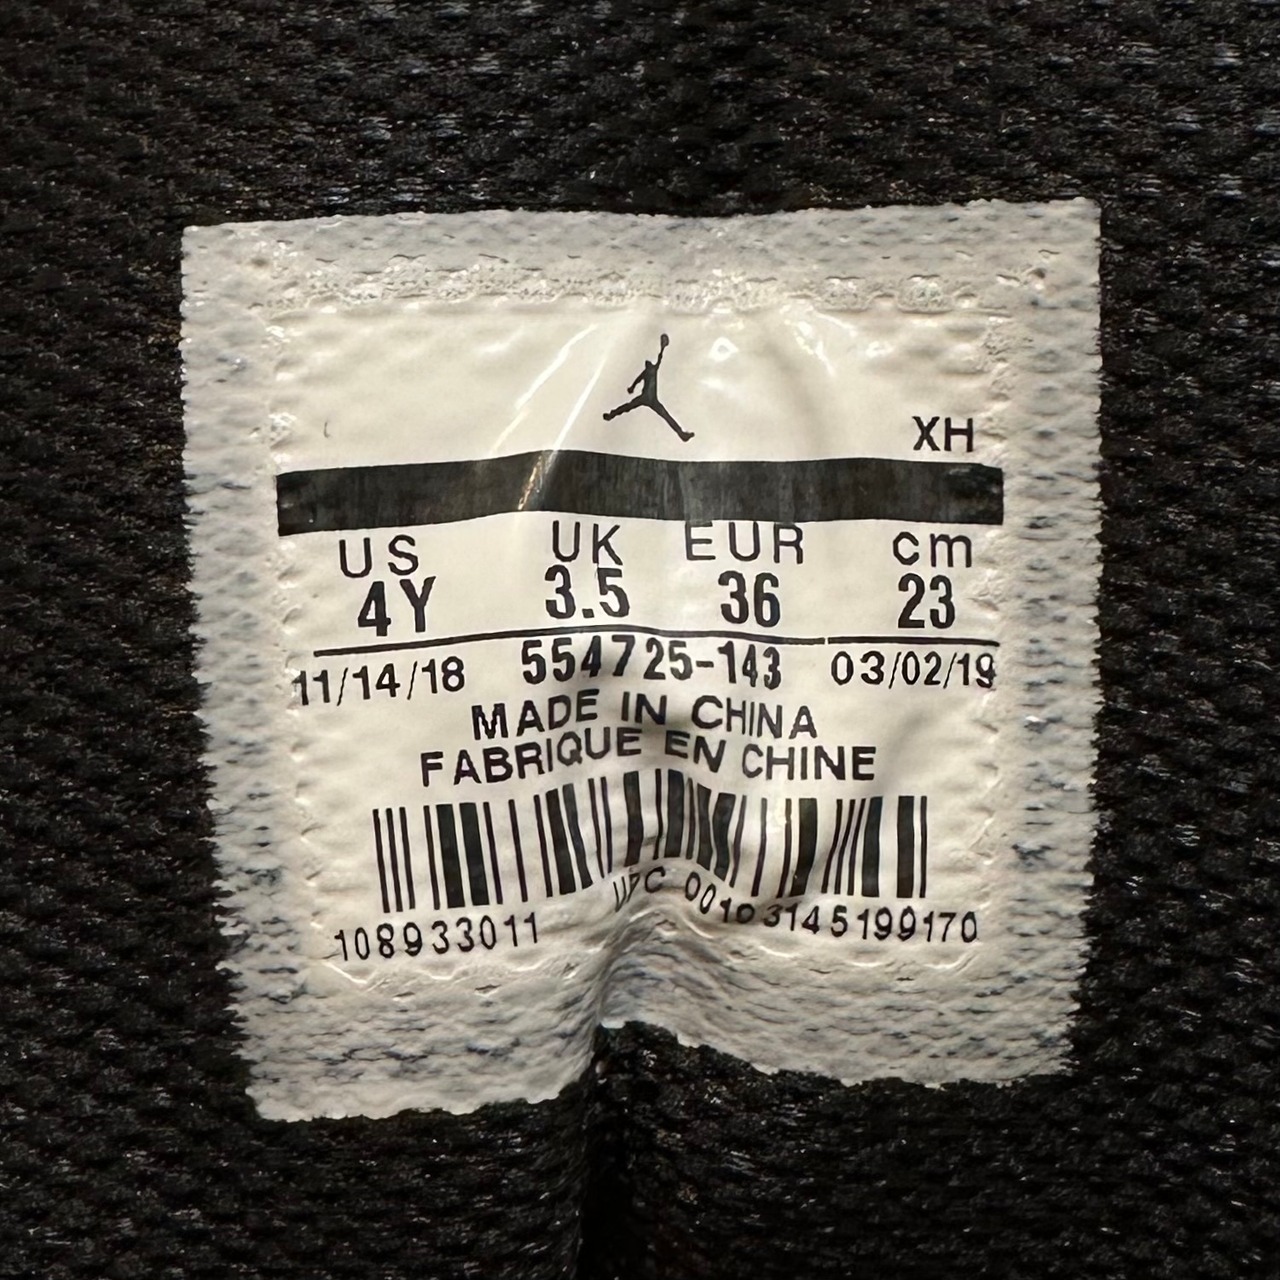 XH
US UK EUR cm
4Y 3.5 36 23
11/14/18 554725-143 03/02/19
MADE IN CHINA
FABRIQUE EN CHINE
108933011 UPC 00193145199170